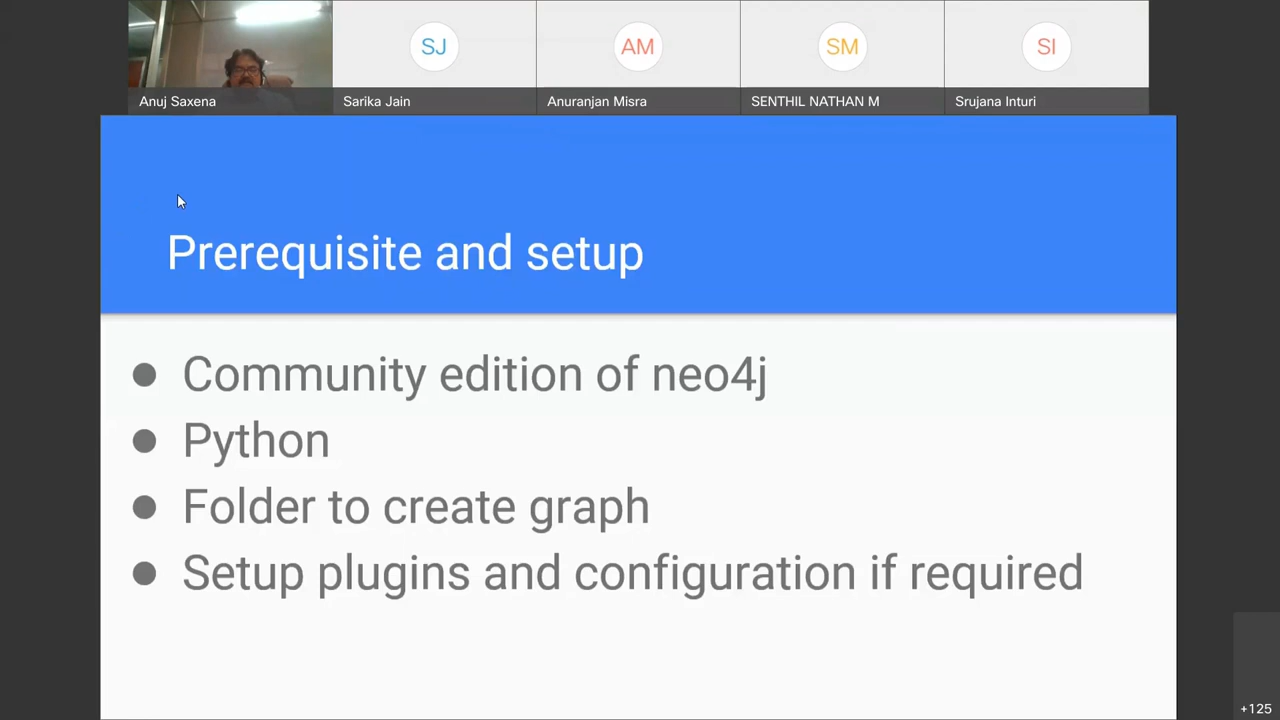 SJ
AM
SM
SI
Anuj Saxena
Sarika Jain
Anuranjan Misra
SENTHIL NATHAN M
Srujana Inturi
Prerequisite and setup
● Community edition of neo4j
● Python
● Folder to create graph
● Setup plugins and configuration if required
+125